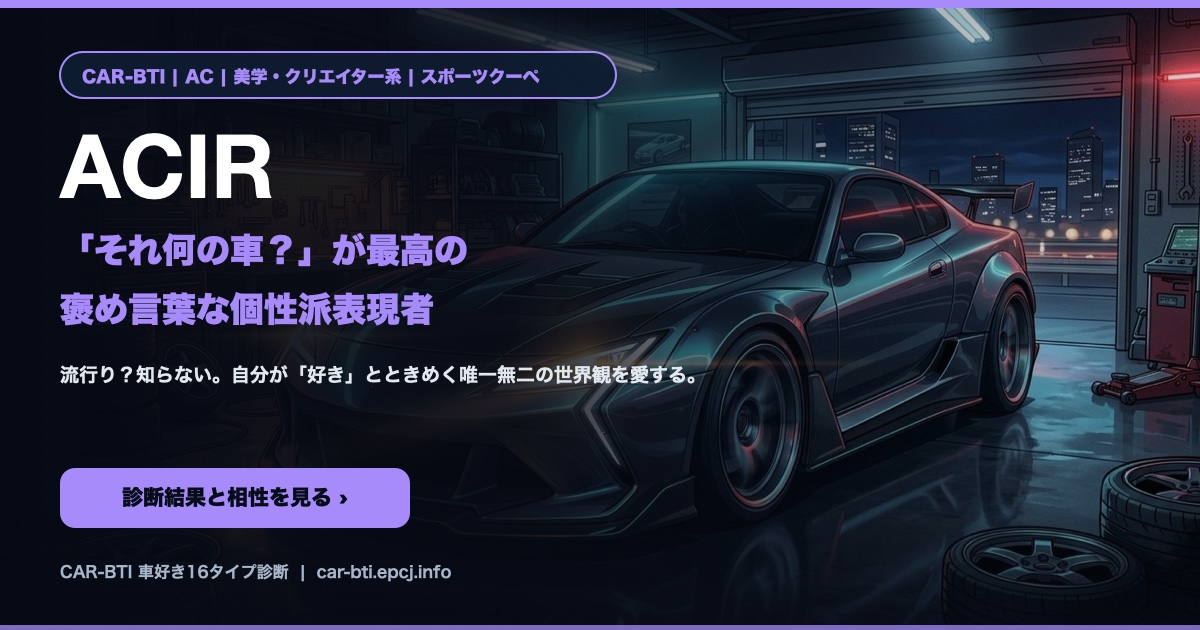 CAR-BTI | AC | 美学・クリエイター系 | スポーツクーペ
ACIR
「それ何の車？」が最高の
褒め言葉な個性派表現者
流行り？知らない。自分が「好き」とときめく唯一無二の世界観を愛する。
診断結果と相性を見る ›
CAR-BTI 車好き16タイプ診断 | car-bti.epcj.info